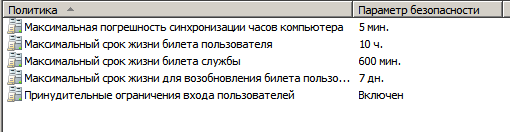 Политика Параметр безопасности
Максимальная погрешность синхронизации часов компьютера 5 мин.
Максимальный срок жизни билета пользователя 10 ч.
Максимальный срок жизни билета службы 600 мин.
Максимальный срок жизни для возобновления билета пользо... 7 дн.
Принудительные ограничения входа пользователей Включен